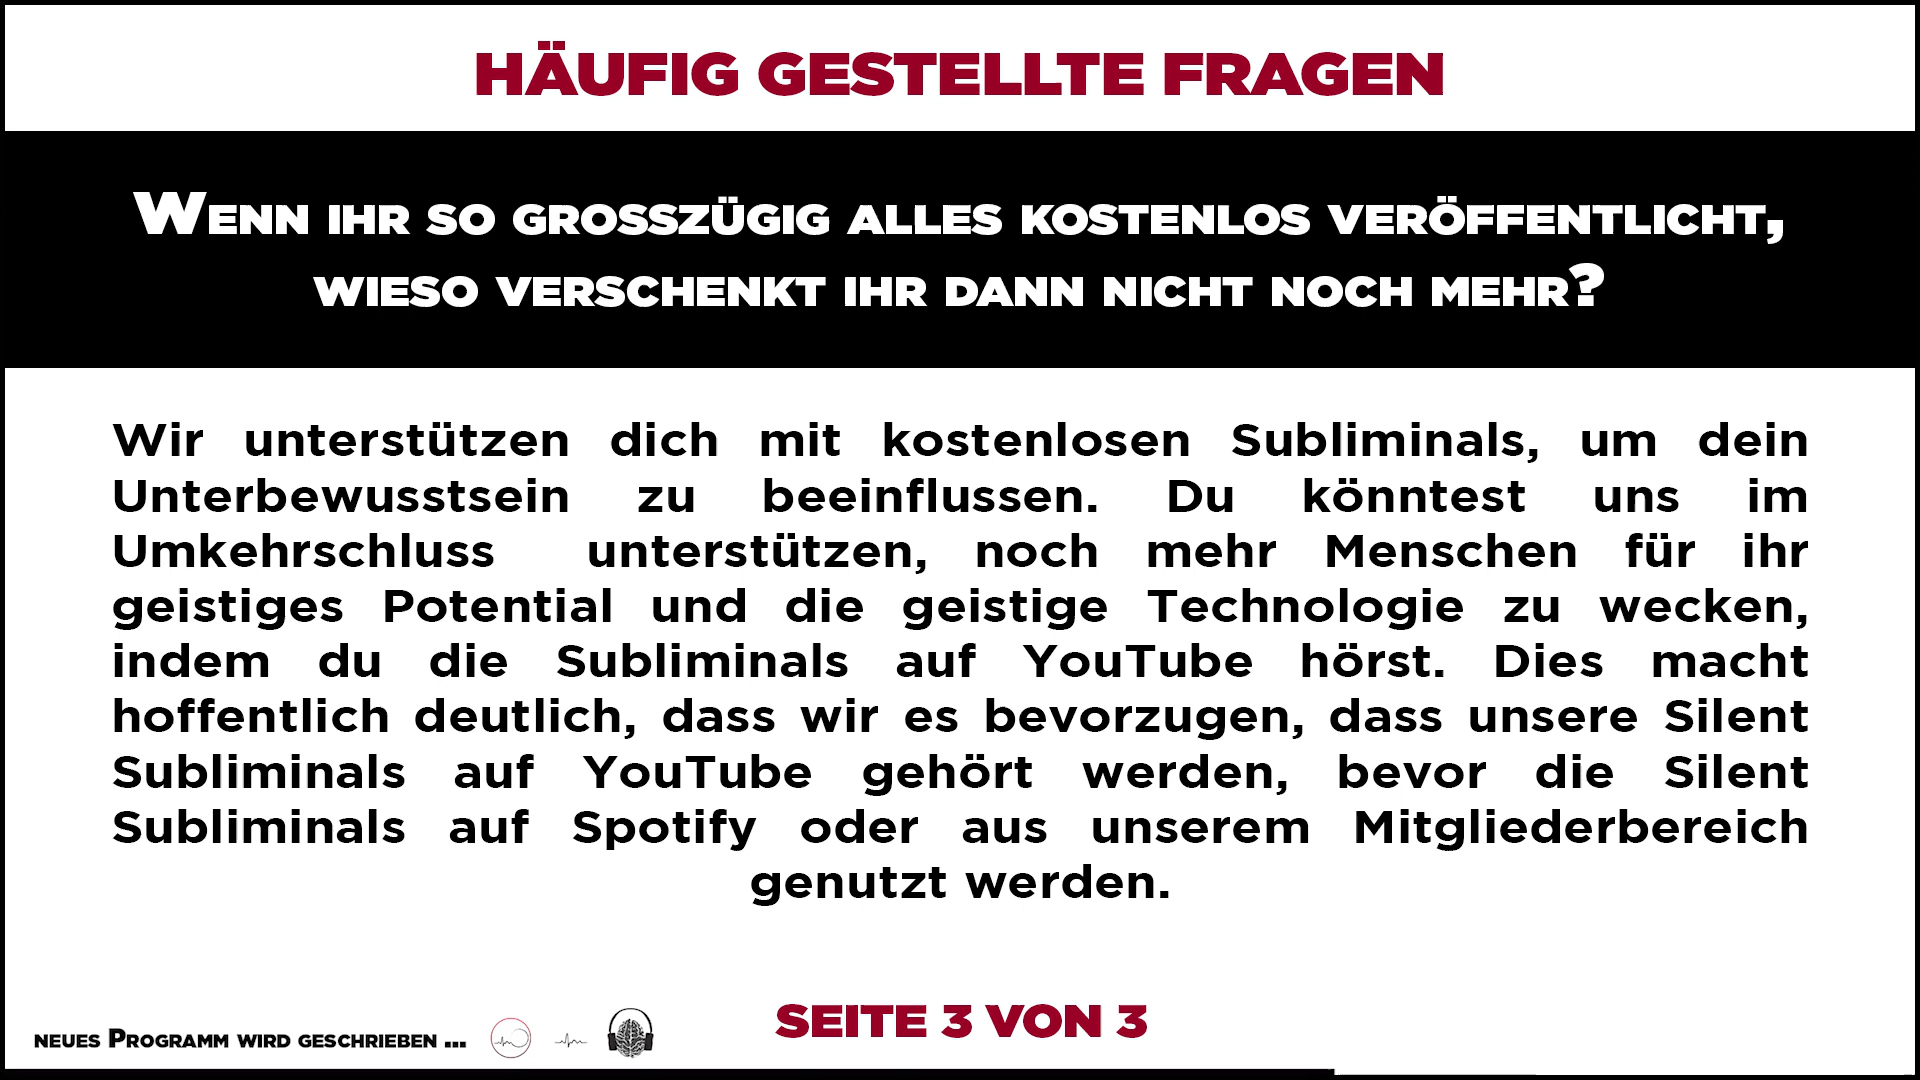 HÄUFIG GESTELLTE FRAGEN
WENN IHR SO GROSSZÜGIG ALLES KOSTENLOS VERÖFFENTLICHT,
WIESO VERSCHENKT IHR DANN NICHT NOCH MEHR?
Wir unterstützen dich mit kostenlosen Subliminals, um dein
Unterbewusstsein zu beeinflussen. Du könntest uns im
Umkehrschluss unterstützen, noch mehr Menschen für ihr
geistiges Potential und die geistige Technologie zu wecken,
indem du die Subliminals auf YouTube hörst. Dies macht
hoffentlich deutlich, dass wir es bevorzugen, dass unsere Silent
Subliminals auf YouTube gehört werden, bevor die Silent
Subliminals auf Spotify oder aus unserem Mitgliederbereich
genutzt werden.
SEITE 3 VON 3
NEUES PROGRAMM WIRD GESCHRIEBEN ...